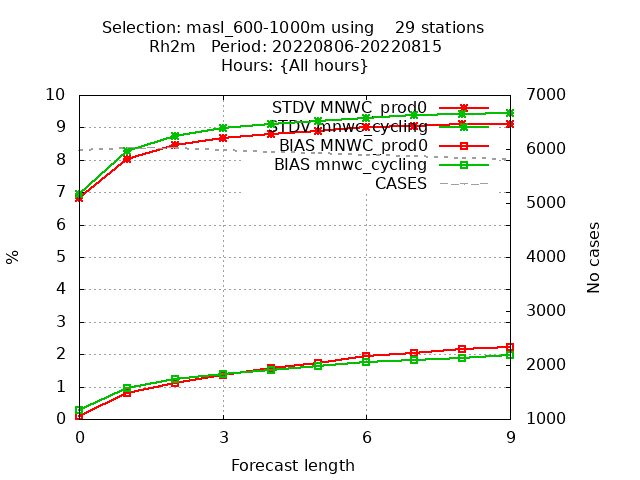 Selection: masl_600-1000m using    29 stations
Rh2m   Period: 20220806-20220815
Hours: {All hours}
STDV MNWC_prod0
STDV mnwc_cycling
BIAS MNWC_prod0
BIAS mnwc_cycling
CASES
10
9
8
7
6
5
4
3
2
1
0
%
7000
6000
5000
4000
3000
2000
1000
No cases
0 3 6 9
Forecast length